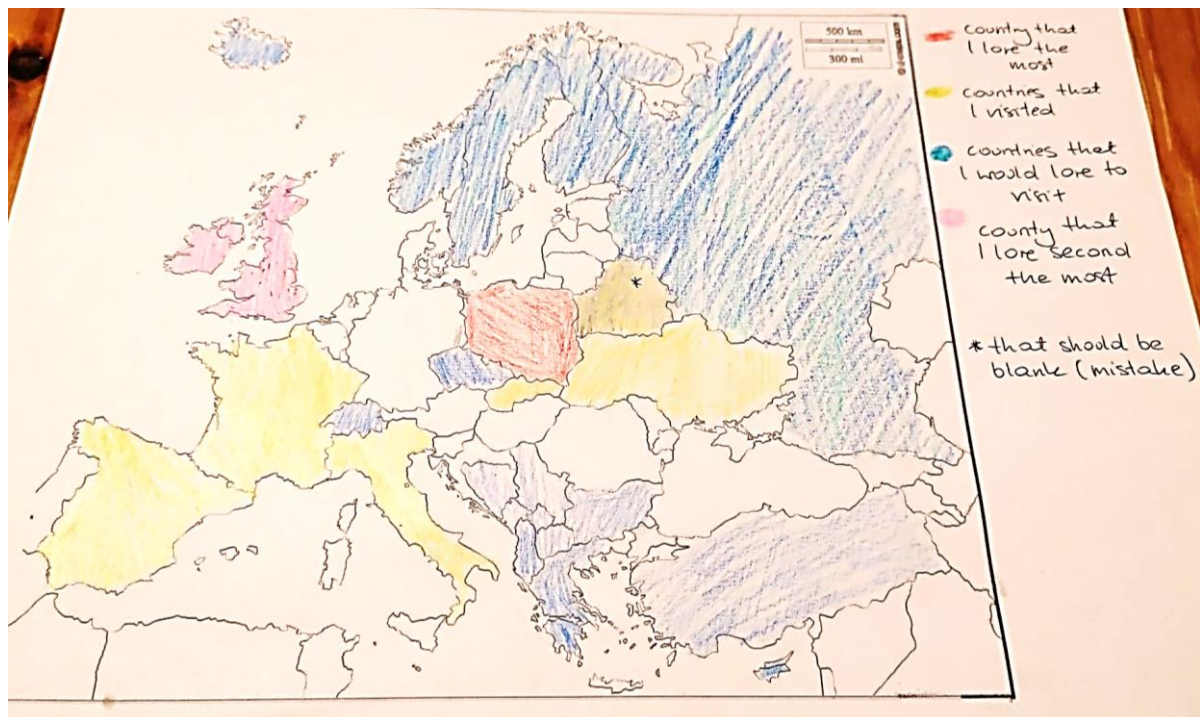 500 km
300 mi
country that
I love the
most
countries that
I visited
countries that
I would love to
visit
county that
I love second
the most
*
* that should be
blank (mistake)